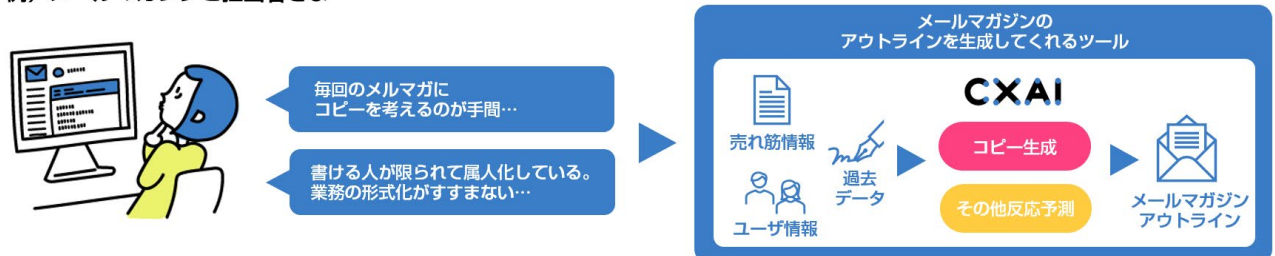 毎回のメルマガに
コピーを考えるのが手間…
書ける人が限られて属人化している。
業務の形式化がすすまない…
メールマガジンの
アウトラインを生成してくれるツール
売れ筋情報
ユーザ情報
過去
データ
CXAI
コピー生成
その他反応予測
メールマガジン
アウトライン